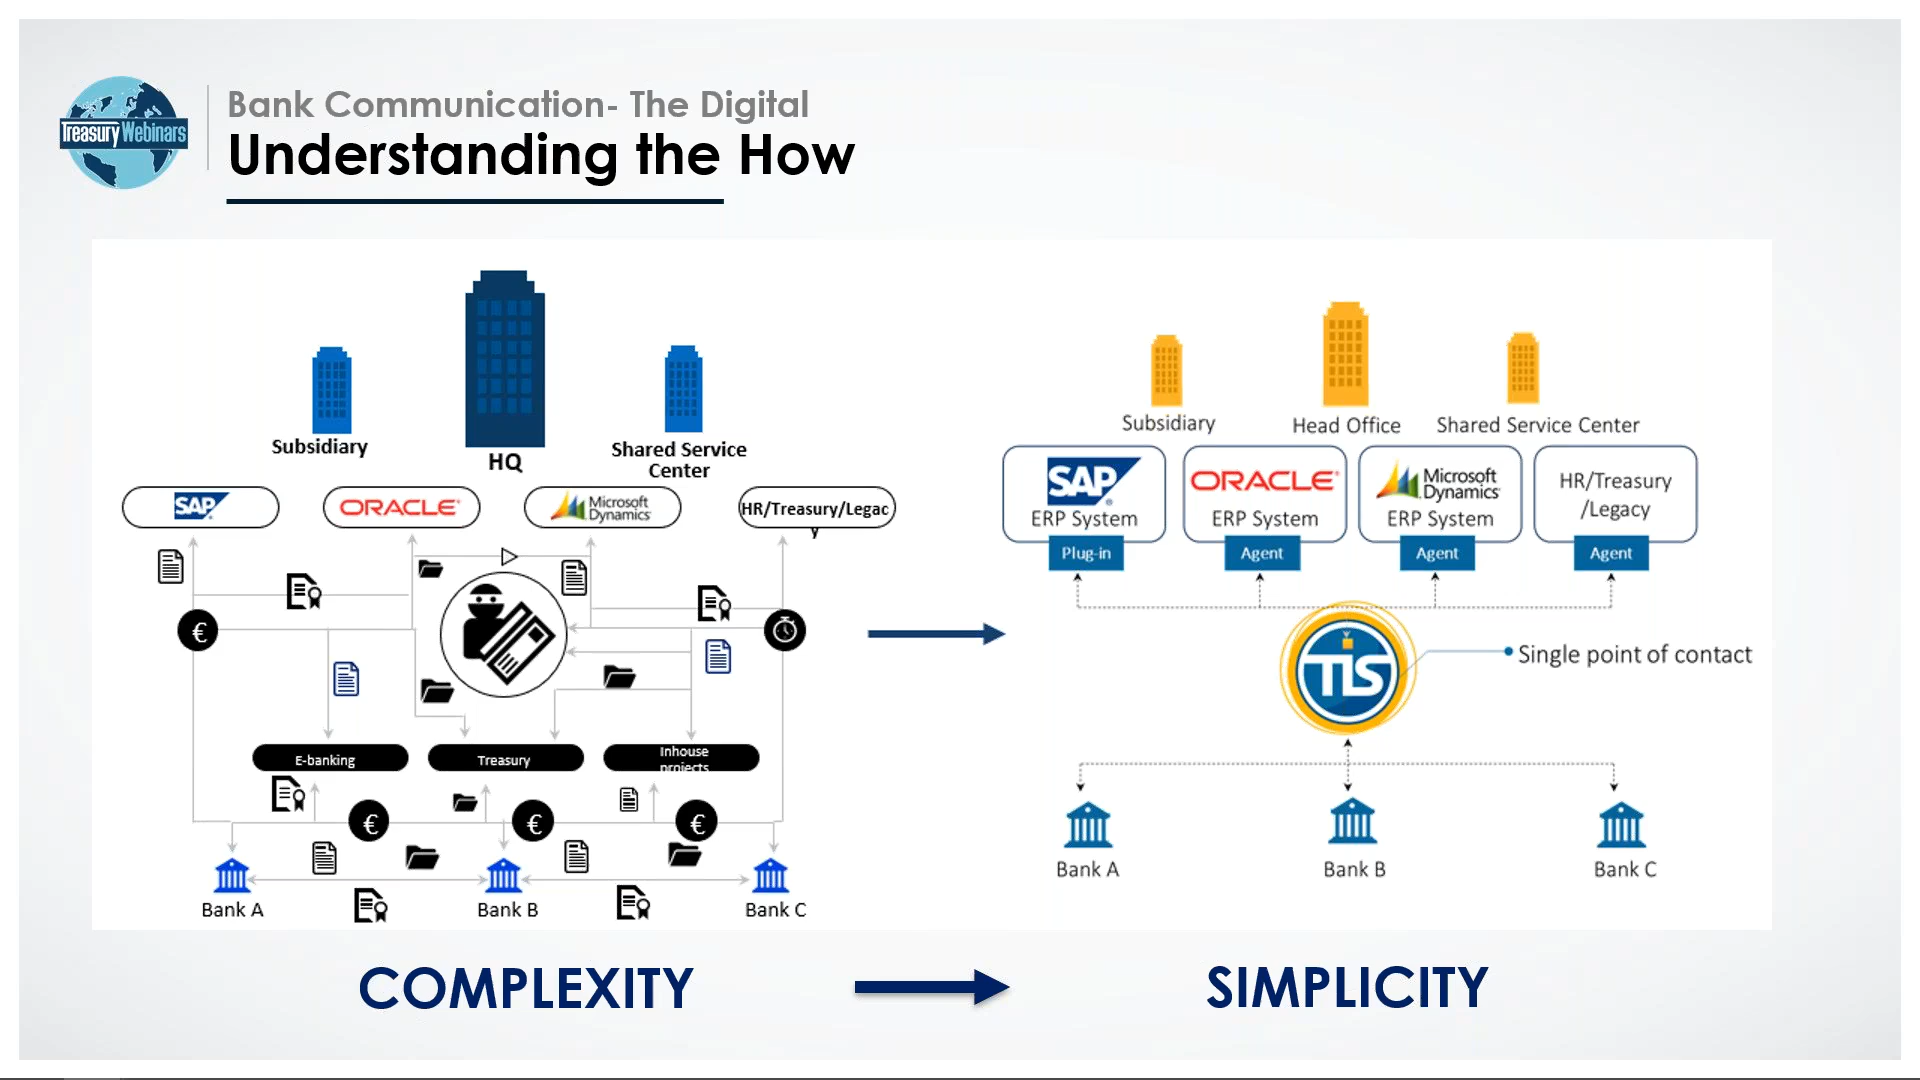 Treasury Webinars
Bank Communication- The Digital
Understanding the How
Subsidiary
HQ
Shared Service
Center
SAP
ORACLE
Microsoft
Dynamics
HR/Treasury/Legac
y
€
E-banking
Treasury
Inhouse
projects
€
€
€
Bank A
Bank B
Bank C
Subsidiary
Head Office
Shared Service Center
SAP
ERP System
Plug-in
ORACLE
ERP System
Agent
Microsoft
Dynamics
ERP System
Agent
HR/Treasury
/Legacy
Agent
TIS
Single point of contact
Bank A
Bank B
Bank C
COMPLEXITY
SIMPLICITY